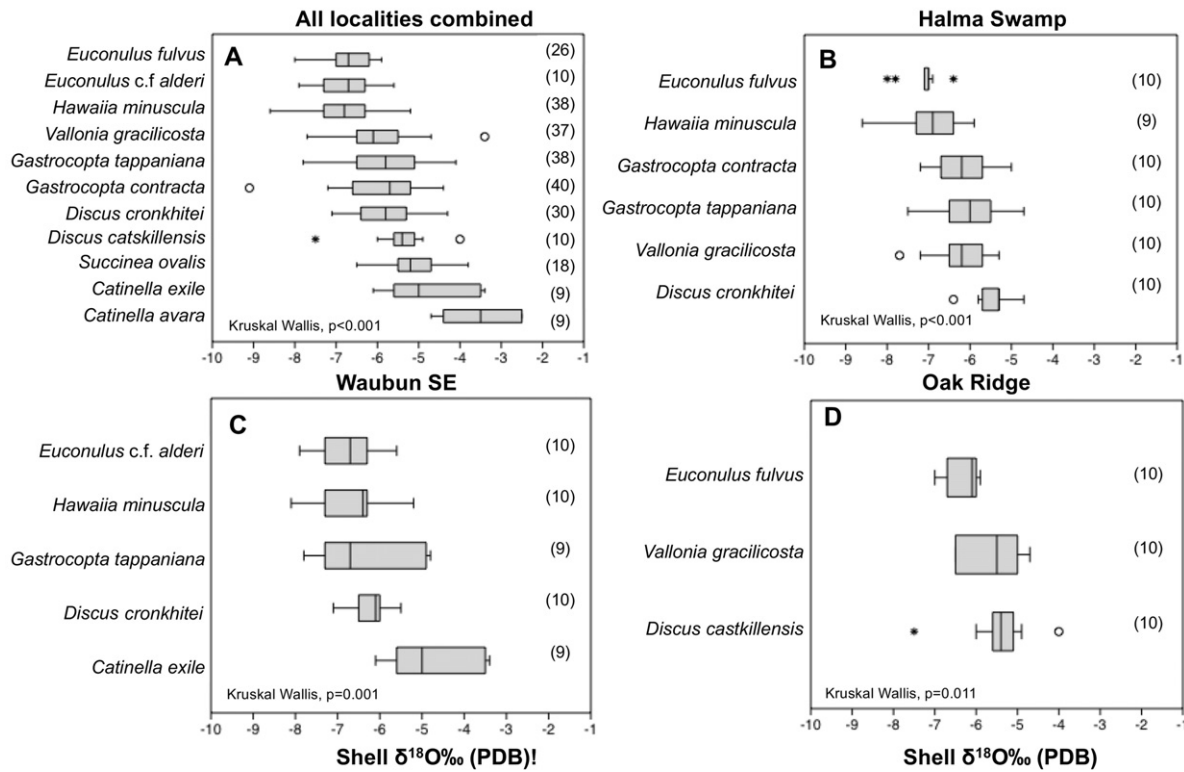 All localities combined
A
Euconulus fulvus (26)
Euconulus c.f alderi (10)
Hawaiia minuscula (38)
Vallonia gracilicosta (37)
Gastrocopta tappaniana (38)
Gastrocopta contracta (40)
Discus cronkhitei (30)
Discus catskillensis (10)
Succinea ovalis (18)
Catinella exile (9)
Catinella avara (9)
Kruskal Wallis, p<0.001
-10 -9 -8 -7 -6 -5 -4 -3 -2 -1
Halma Swamp
B
Euconulus fulvus (10)
Hawaiia minuscula (9)
Gastrocopta contracta (10)
Gastrocopta tappaniana (10)
Vallonia gracilicosta (10)
Discus cronkhitei (10)
Kruskal Wallis, p<0.001
-10 -9 -8 -7 -6 -5 -4 -3 -2 -1
Waubun SE
C
Euconulus c.f. alderi (10)
Hawaiia minuscula (10)
Gastrocopta tappaniana (9)
Discus cronkhitei (10)
Catinella exile (9)
Kruskal Wallis, p=0.001
-10 -9 -8 -7 -6 -5 -4 -3 -2 -1
Shell δ¹⁸O‰ (PDB)!
Oak Ridge
D
Euconulus fulvus (10)
Vallonia gracilicosta (10)
Discus castkillensis (10)
Kruskal Wallis, p=0.011
-10 -9 -8 -7 -6 -5 -4 -3 -2 -1
Shell δ¹⁸O‰ (PDB)